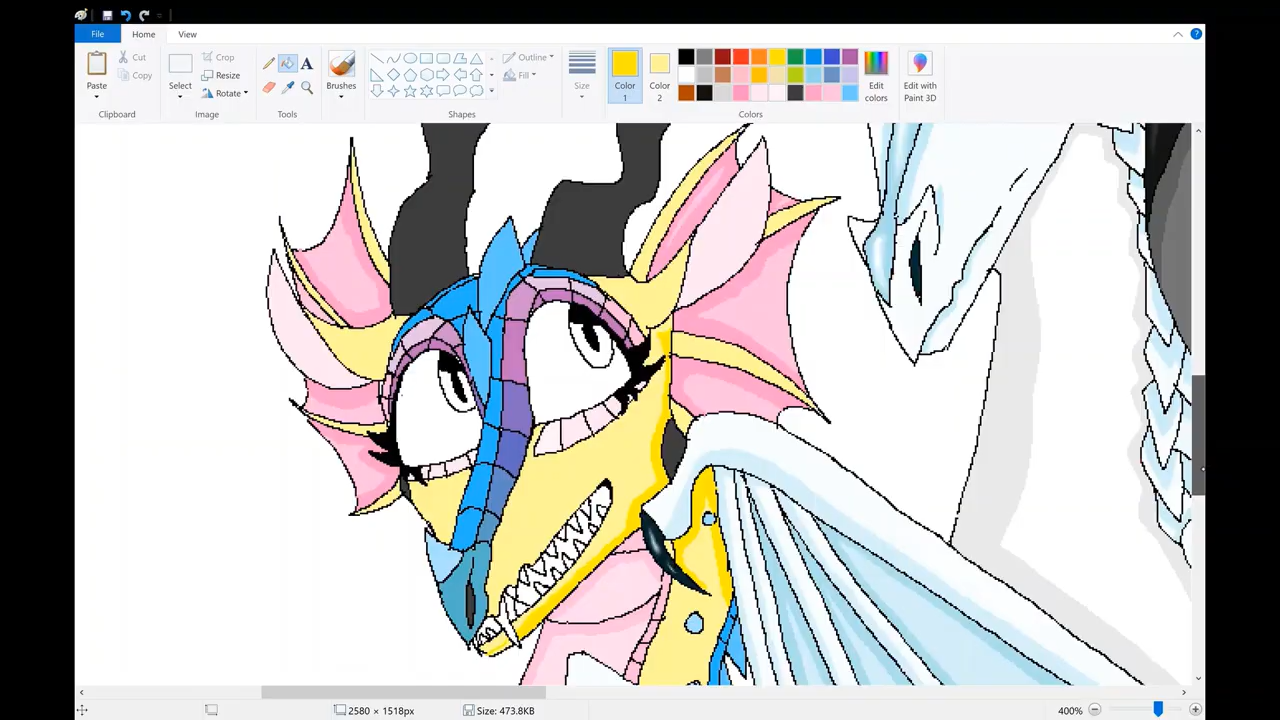 File Home View
Paste Cut Copy Select Crop Resize Rotate A Brushes Outline Fill Size Color 1 Color 2 Edit colors Edit with Paint 3D
Clipboard Image Tools Shapes Colors
2580 × 1518px Size: 473.8KB 400%